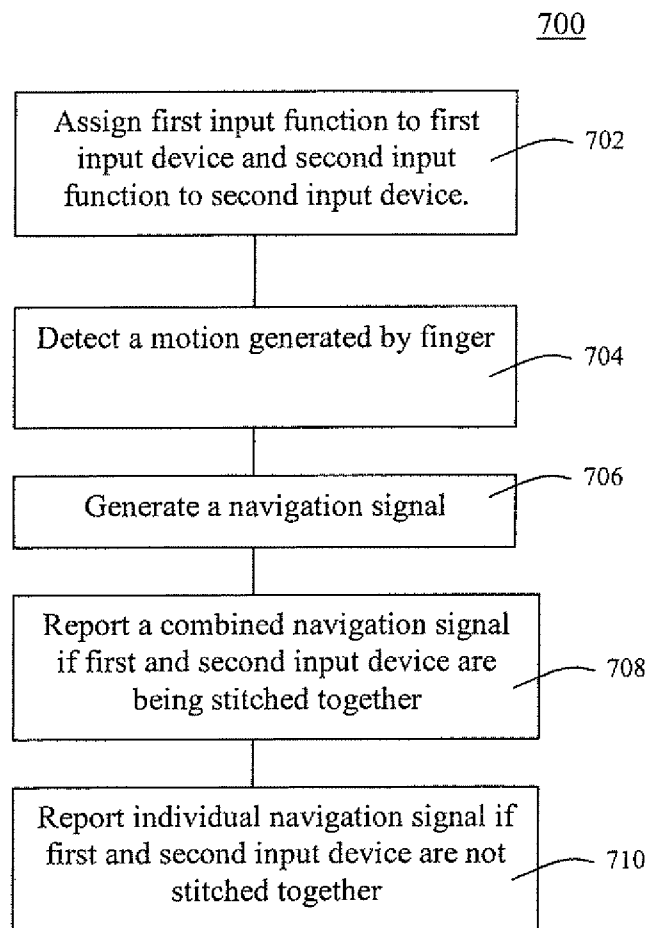 700
Assign first input function to first
input device and second input
function to second input device.
702
Detect a motion generated by finger
704
Generate a navigation signal
706
Report a combined navigation signal
if first and second input device are
being stitched together
708
Report individual navigation signal if
first and second input device are not
stitched together
710